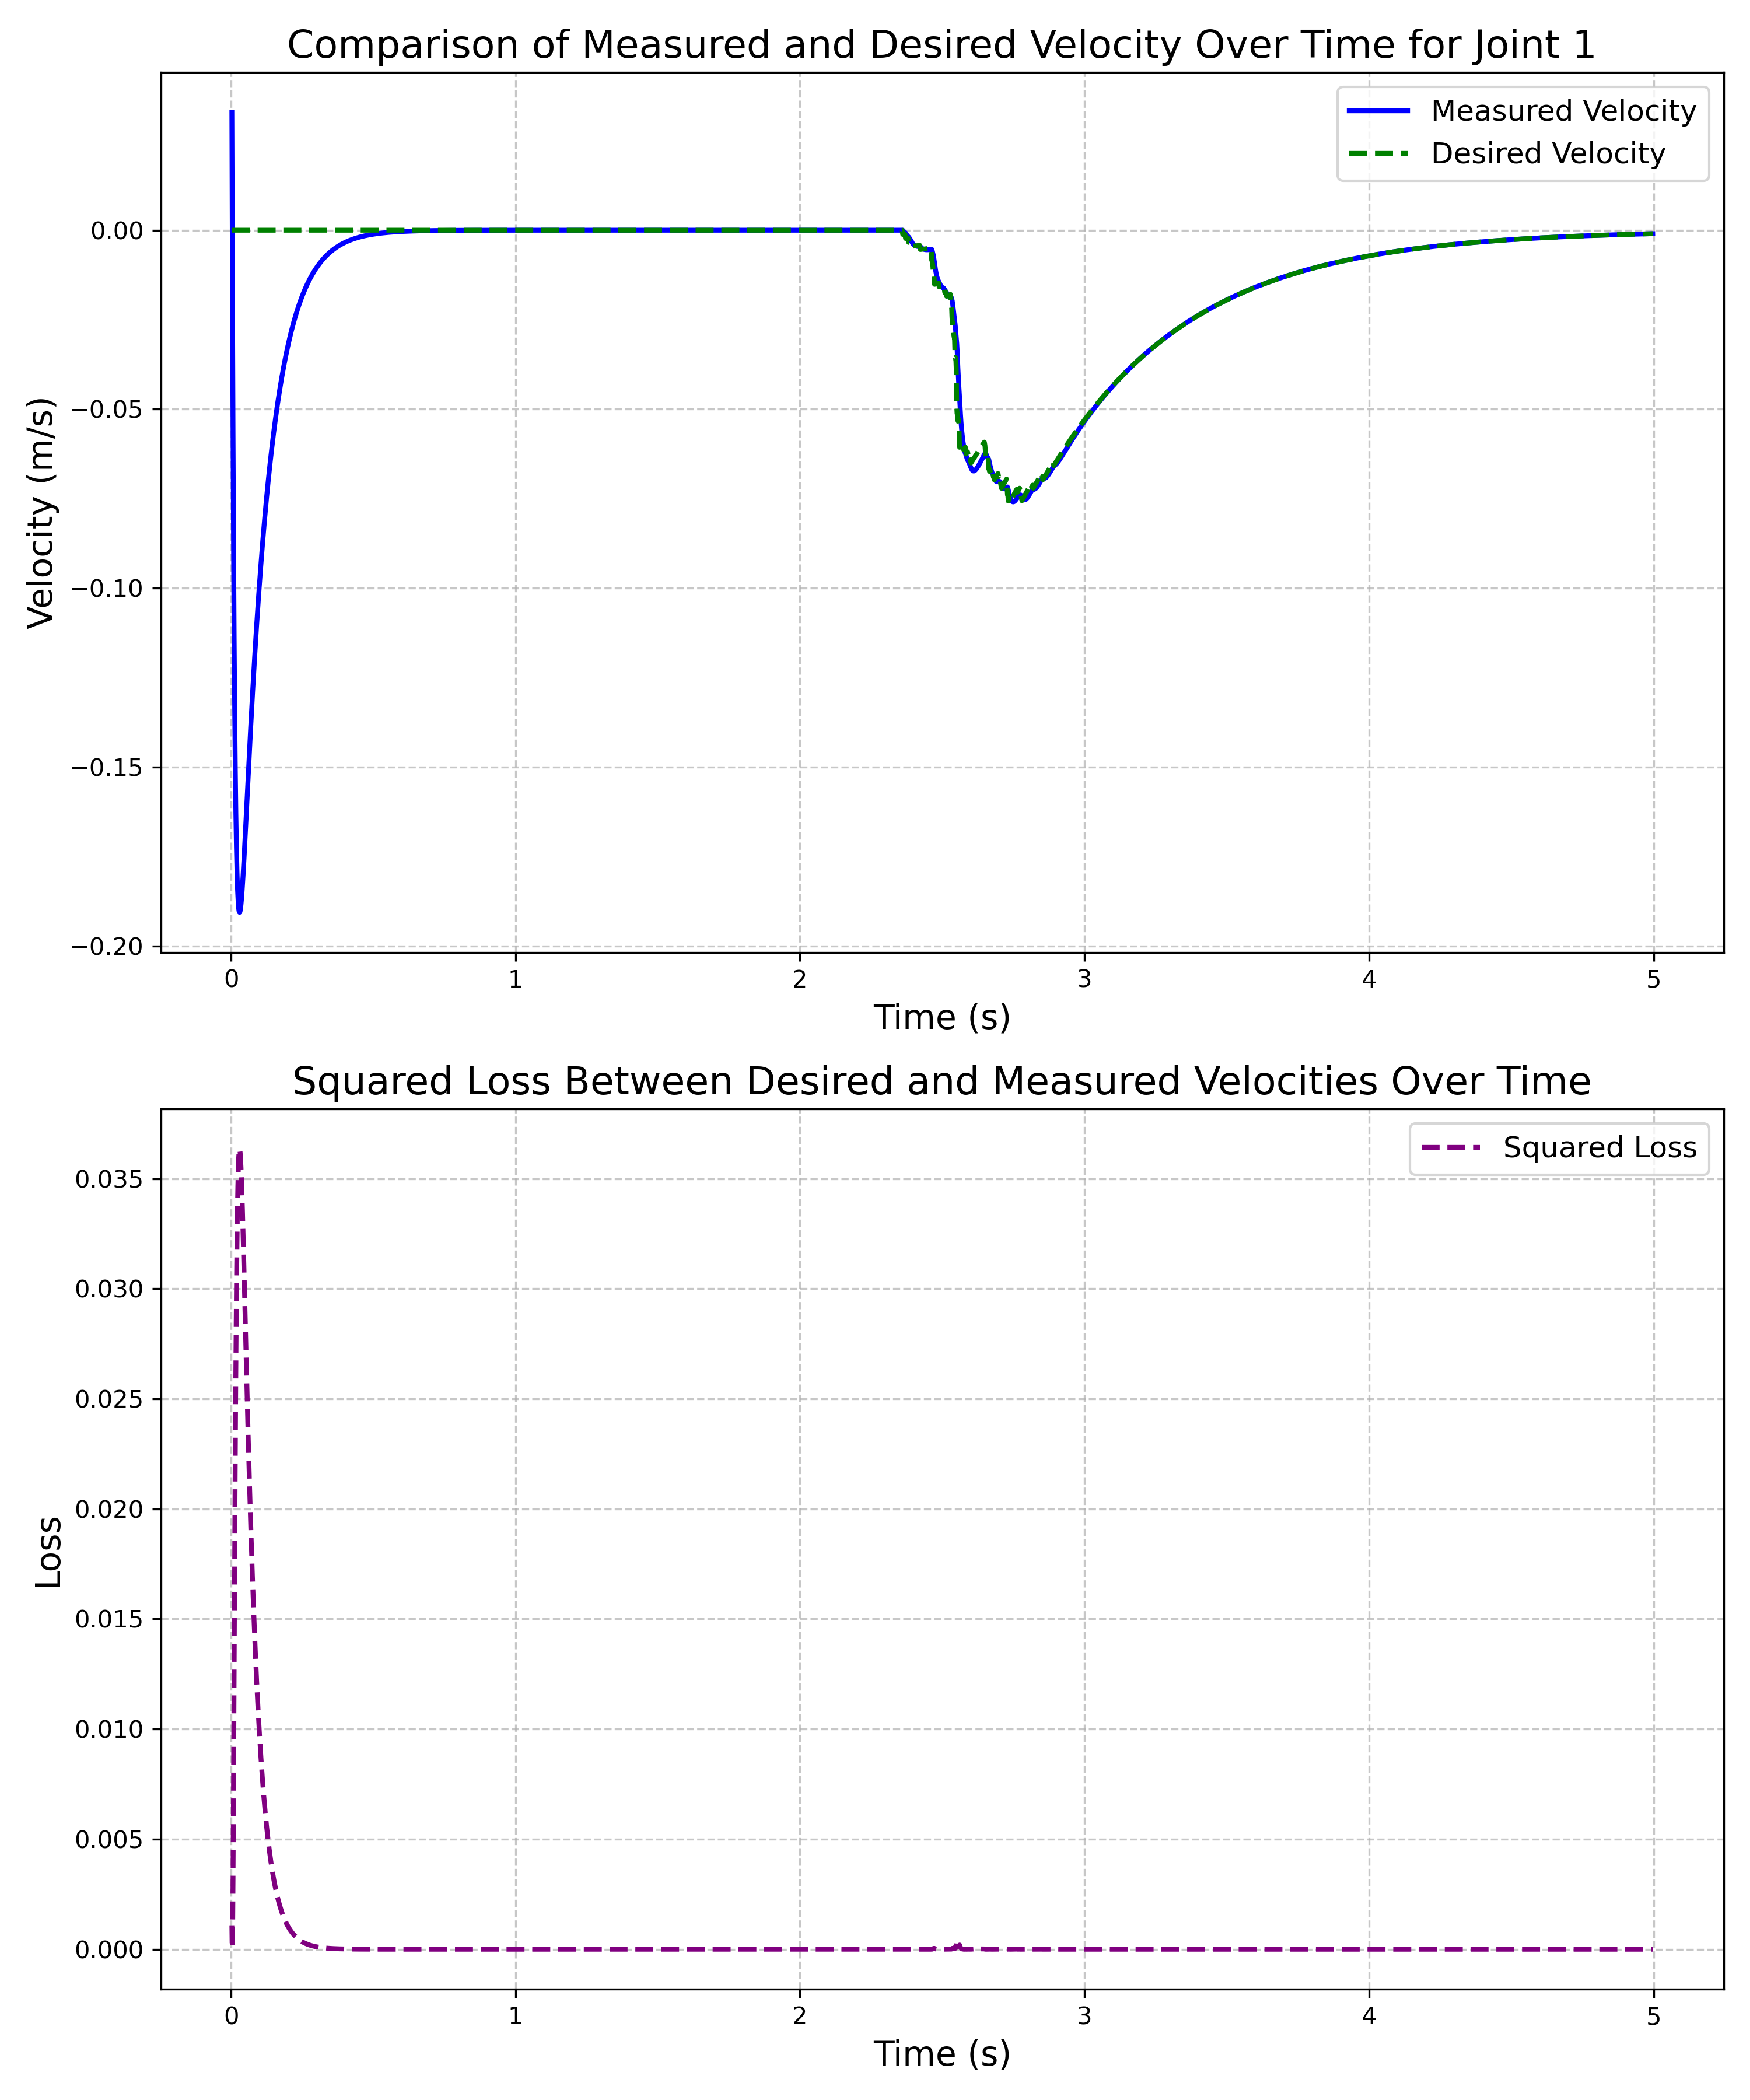 Comparison of Measured and Desired Velocity Over Time for Joint 1
Measured Velocity
Desired Velocity
Velocity (m/s)
0.00
−0.05
−0.10
−0.15
−0.20
0 1 2 3 4 5
Time (s)
Squared Loss Between Desired and Measured Velocities Over Time
Squared Loss
Loss
0.035
0.030
0.025
0.020
0.015
0.010
0.005
0.000
0 1 2 3 4 5
Time (s)